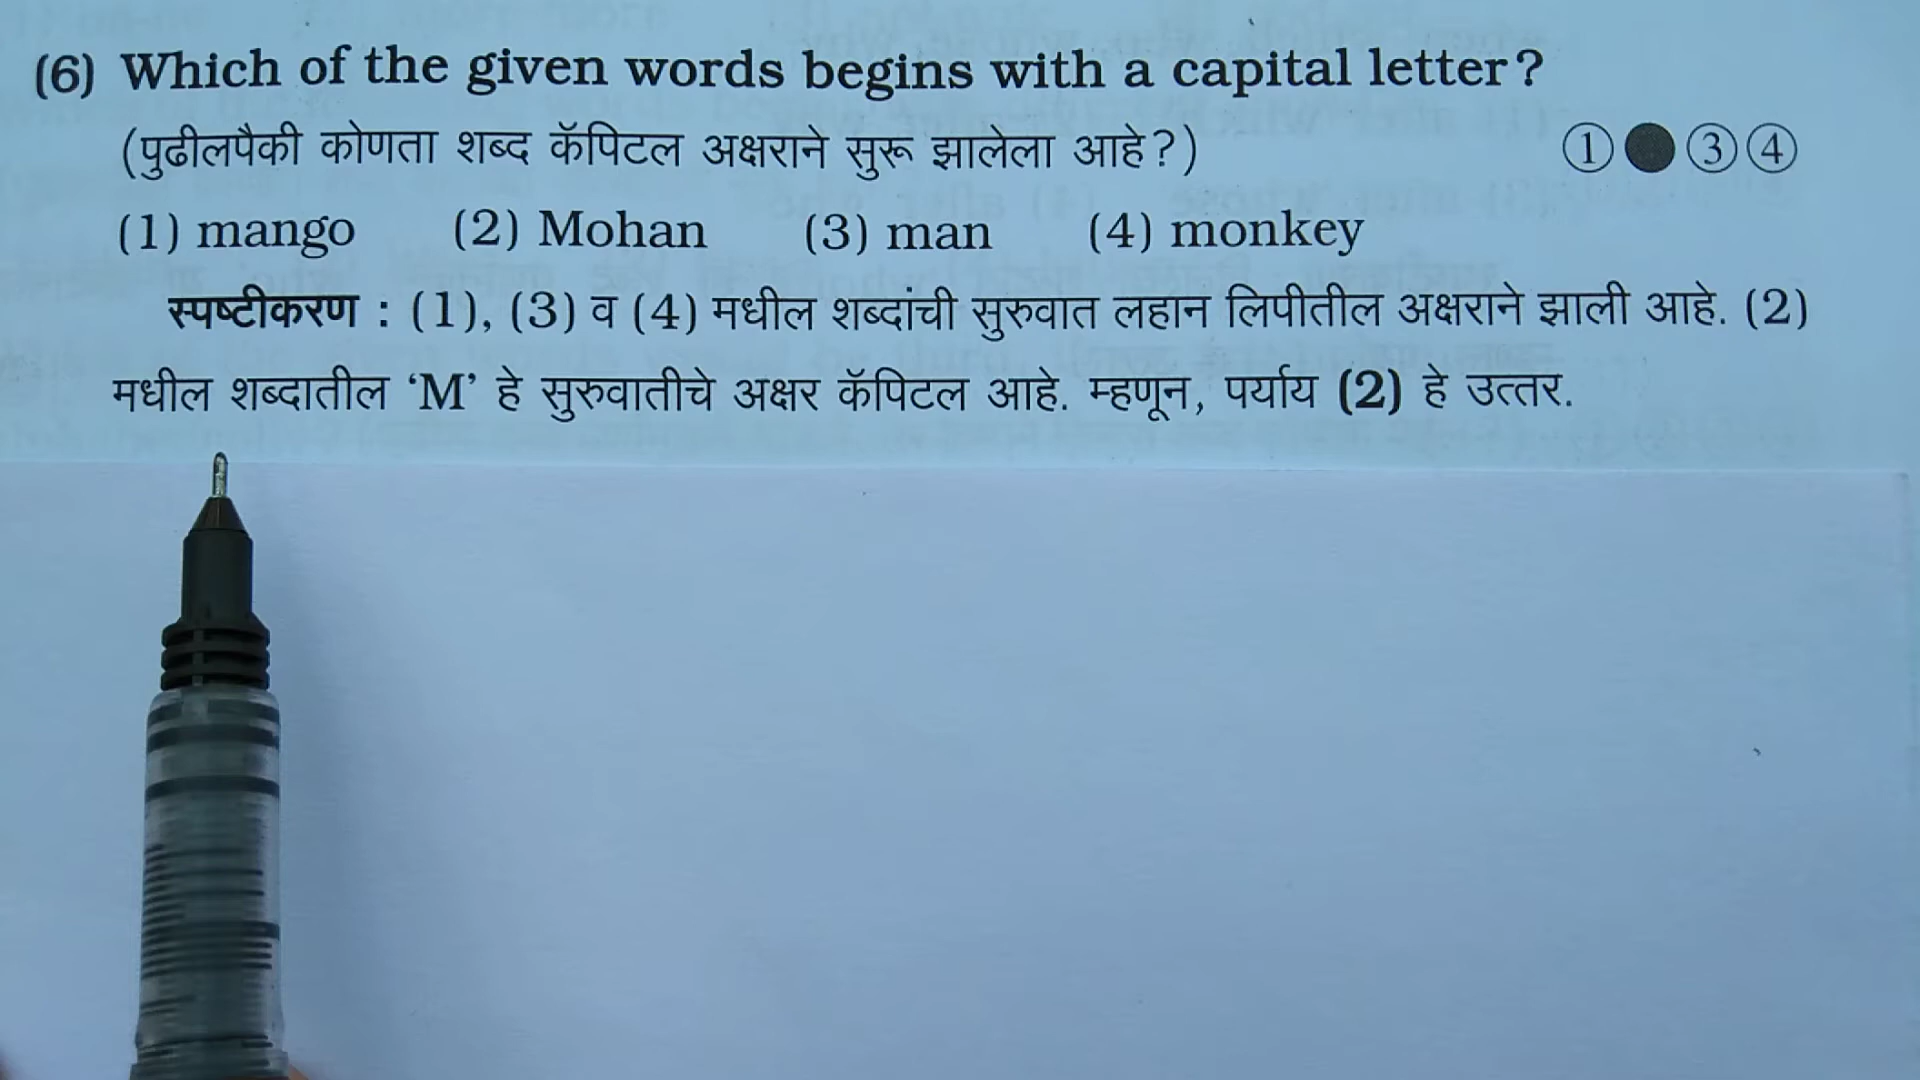 (6) Which of the given words begins with a capital letter?
(पुढीलपैकी कोणता शब्द कॅपिटल अक्षराने सुरू झालेला आहे?) ① ● ③ ④
(1) mango (2) Mohan (3) man (4) monkey
स्पष्टीकरण : (1), (3) व (4) मधील शब्दांची सुरुवात लहान लिपीतील अक्षराने झाली आहे. (2)
मधील शब्दातील ‘M’ हे सुरुवातीचे अक्षर कॅपिटल आहे. म्हणून, पर्याय (2) हे उत्तर.